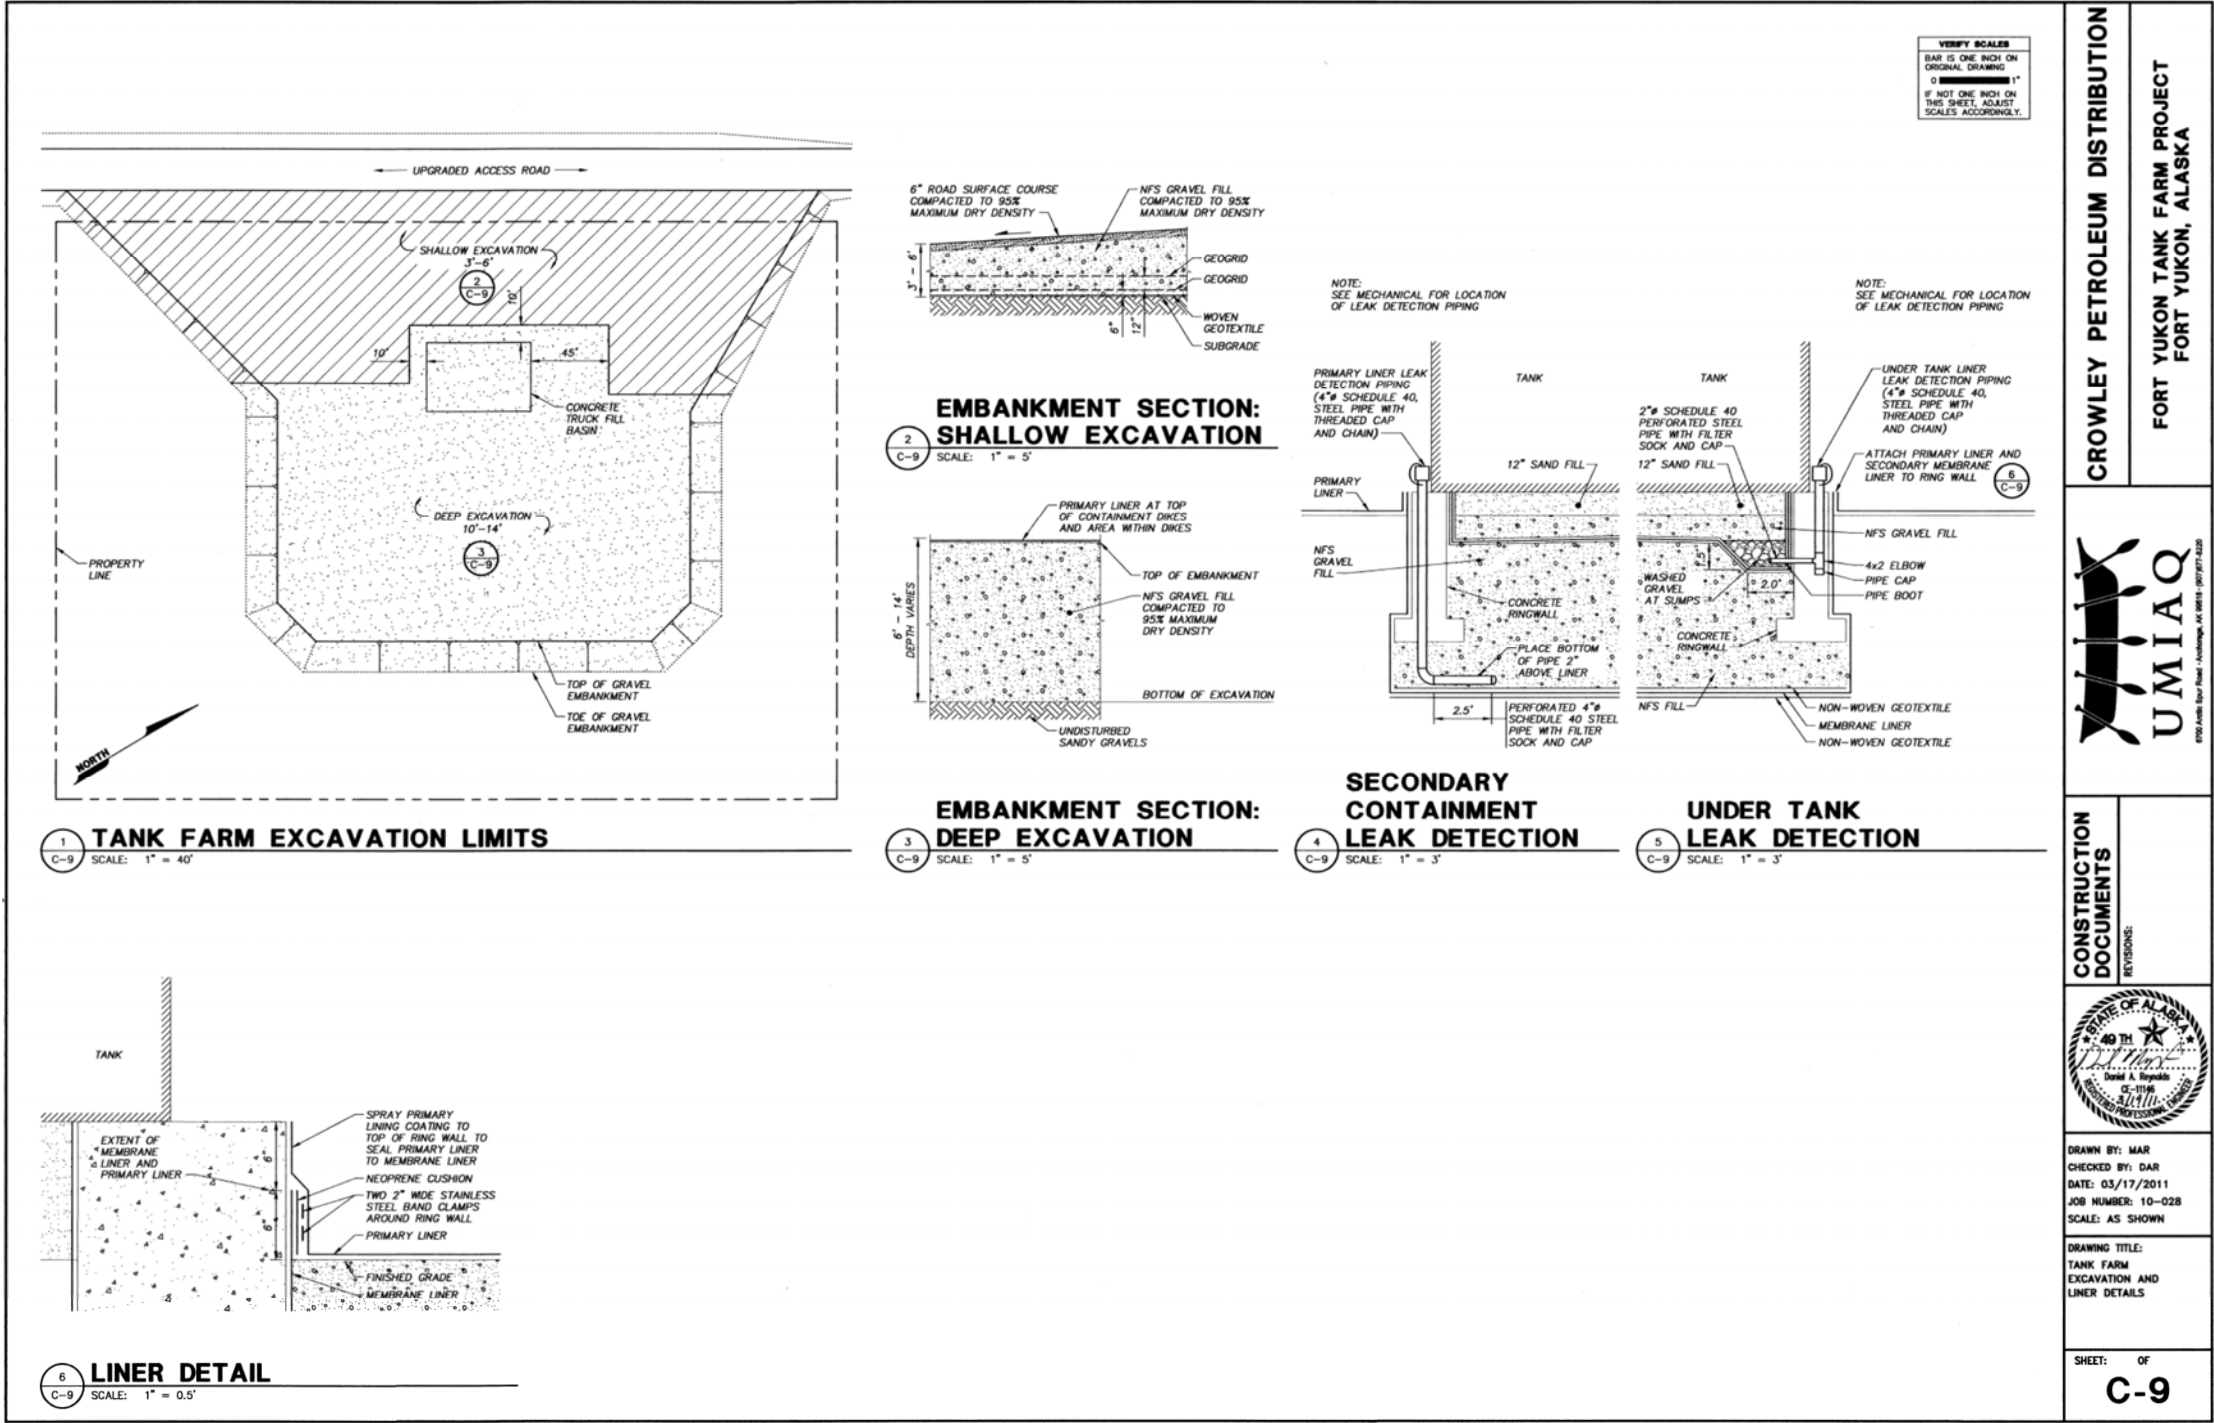 VERIFY SCALES
BAR IS ONE INCH ON
ORIGINAL DRAWING
0 1"
IF NOT ONE INCH ON
THIS SHEET, ADJUST
SCALES ACCORDINGLY.
UPGRADED ACCESS ROAD
SHALLOW EXCAVATION
3'-6'
2
C-9
10'
10'
45'
CONCRETE
TRUCK FILL
BASIN
DEEP EXCAVATION
10'-14'
3
C-9
PROPERTY
LINE
TOP OF GRAVEL
EMBANKMENT
TOE OF GRAVEL
EMBANKMENT
NORTH
1
C-9
TANK FARM EXCAVATION LIMITS
SCALE: 1" = 40'
6" ROAD SURFACE COURSE
COMPACTED TO 95%
MAXIMUM DRY DENSITY
NFS GRAVEL FILL
COMPACTED TO 95%
MAXIMUM DRY DENSITY
3' - 6'
GEOGRID
GEOGRID
6"
12"
WOVEN
GEOTEXTILE
SUBGRADE
2
C-9
EMBANKMENT SECTION:
SHALLOW EXCAVATION
SCALE: 1" = 5'
PRIMARY LINER AT TOP
OF CONTAINMENT DIKES
AND AREA WITHIN DIKES
6' - 14'
DEPTH VARIES
TOP OF EMBANKMENT
NFS GRAVEL FILL
COMPACTED TO
95% MAXIMUM
DRY DENSITY
BOTTOM OF EXCAVATION
UNDISTURBED
SANDY GRAVELS
3
C-9
EMBANKMENT SECTION:
DEEP EXCAVATION
SCALE: 1" = 5'
NOTE:
SEE MECHANICAL FOR LOCATION
OF LEAK DETECTION PIPING
PRIMARY LINER LEAK
DETECTION PIPING
(4"ø SCHEDULE 40,
STEEL PIPE WITH
THREADED CAP
AND CHAIN)
TANK
12" SAND FILL
PRIMARY
LINER
NFS
GRAVEL
FILL
CONCRETE
RINGWALL
PLACE BOTTOM
OF PIPE 2"
ABOVE LINER
2.5'
PERFORATED 4"ø
SCHEDULE 40 STEEL
PIPE WITH FILTER
SOCK AND CAP
4
C-9
SECONDARY
CONTAINMENT
LEAK DETECTION
SCALE: 1" = 3'
NOTE:
SEE MECHANICAL FOR LOCATION
OF LEAK DETECTION PIPING
TANK
2"ø SCHEDULE 40
PERFORATED STEEL
PIPE WITH FILTER
SOCK AND CAP
12" SAND FILL
UNDER TANK LINER
LEAK DETECTION PIPING
(4"ø SCHEDULE 40,
STEEL PIPE WITH
THREADED CAP
AND CHAIN)
ATTACH PRIMARY LINER AND
SECONDARY MEMBRANE
LINER TO RING WALL
6
C-9
NFS GRAVEL FILL
1.5'
2.0'
WASHED
GRAVEL
AT SUMPS
4x2 ELBOW
PIPE CAP
PIPE BOOT
CONCRETE
RINGWALL
NFS FILL
NON-WOVEN GEOTEXTILE
MEMBRANE LINER
NON-WOVEN GEOTEXTILE
5
C-9
UNDER TANK
LEAK DETECTION
SCALE: 1" = 3'
TANK
EXTENT OF
MEMBRANE
LINER AND
PRIMARY LINER
6"
6"
SPRAY PRIMARY
LINING COATING TO
TOP OF RING WALL TO
SEAL PRIMARY LINER
TO MEMBRANE LINER
NEOPRENE CUSHION
TWO 2" WIDE STAINLESS
STEEL BAND CLAMPS
AROUND RING WALL
PRIMARY LINER
FINISHED GRADE
MEMBRANE LINER
6
C-9
LINER DETAIL
SCALE: 1" = 0.5'
CROWLEY PETROLEUM DISTRIBUTION
FORT YUKON TANK FARM PROJECT
FORT YUKON, ALASKA
UMIAQ
6700 Arctic Spur Road - Anchorage, AK 99518 - (907)677-8220
CONSTRUCTION
DOCUMENTS
REVISIONS:
STATE OF ALASKA
49 TH
Daniel A. Reynolds
CE-11146
REGISTERED PROFESSIONAL ENGINEER
DRAWN BY: MAR
CHECKED BY: DAR
DATE: 03/17/2011
JOB NUMBER: 10-028
SCALE: AS SHOWN
DRAWING TITLE:
TANK FARM
EXCAVATION AND
LINER DETAILS
SHEET: OF
C-9